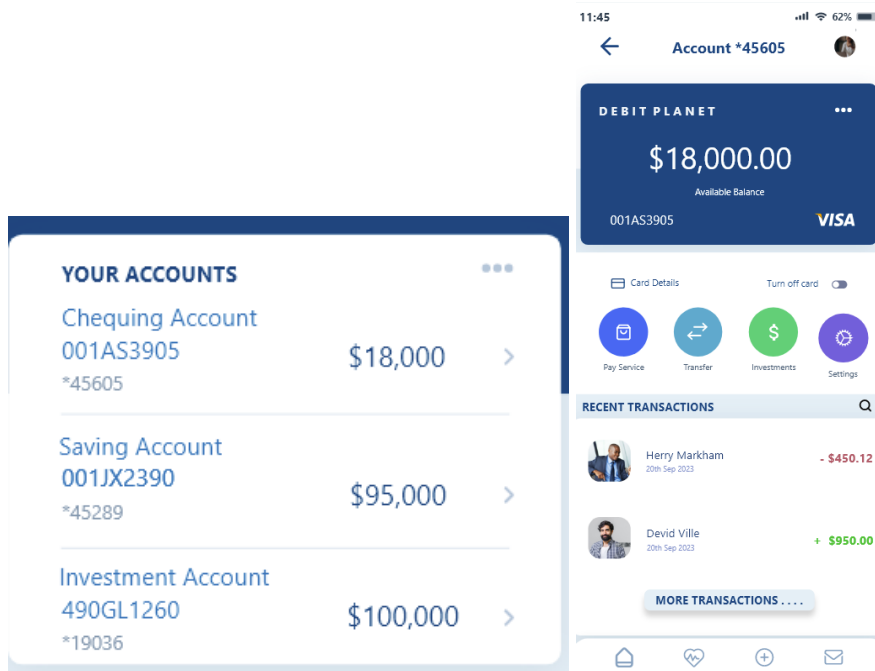 YOUR ACCOUNTS
Chequing Account
001AS3905
$18,000
*45605
Saving Account
001JX2390
$95,000
*45289
Investment Account
490GL1260
$100,000
*19036
11:45
62%
Account *45605
DEBIT PLANET
$18,000.00
Available Balance
001AS3905
VISA
Card Details
Turn off card
Pay Service
Transfer
Investments
Settings
RECENT TRANSACTIONS
Herry Markham
- $450.12
20th Sep 2023
Devid Ville
+ $950.00
20th Sep 2023
MORE TRANSACTIONS . . . .